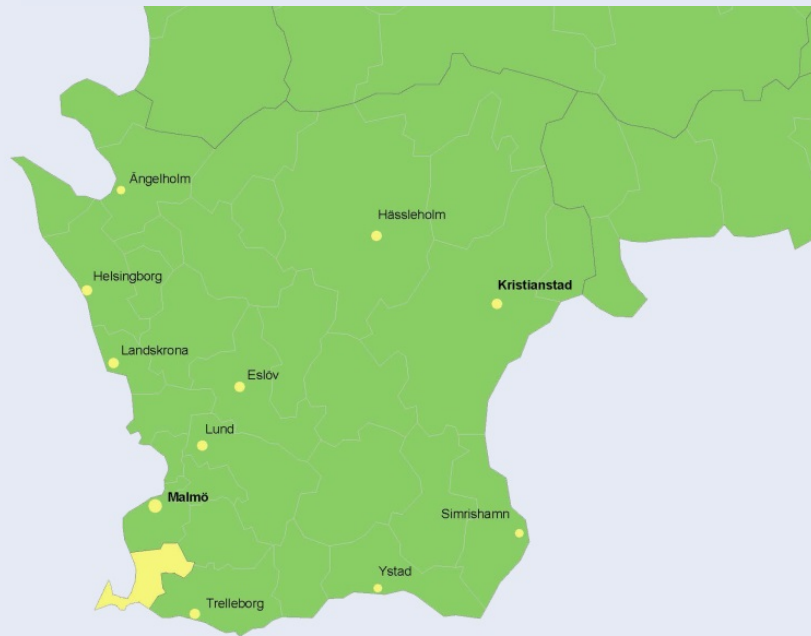 Ängelholm
Hässleholm
Helsingborg
Kristianstad
Landskrona
Eslöv
Lund
Malmö
Simrishamn
Ystad
Trelleborg